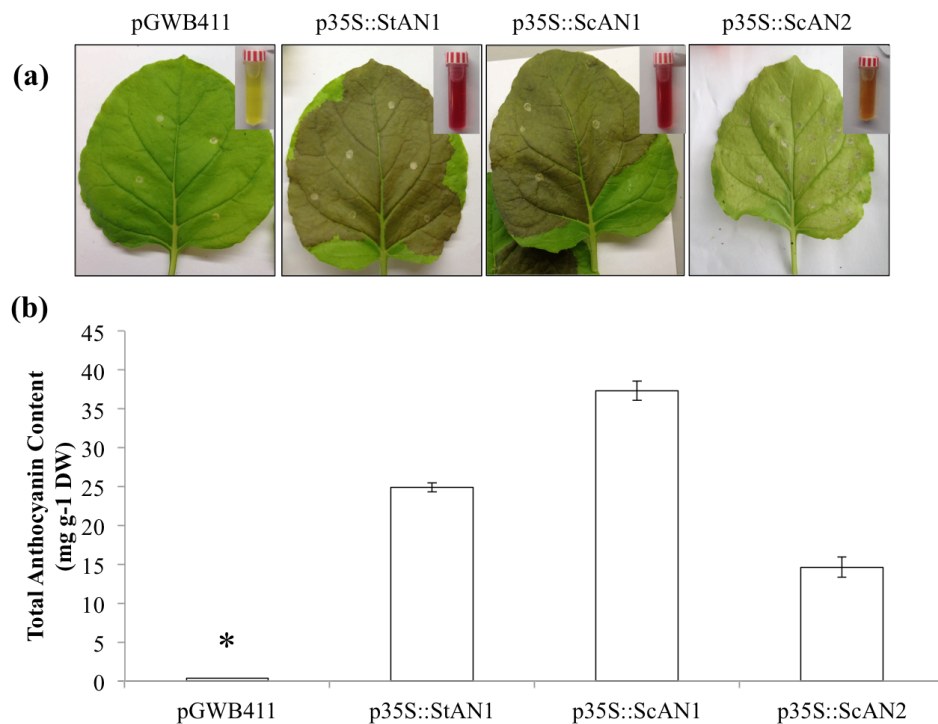 pGWB411 p35S::StAN1 p35S::ScAN1 p35S::ScAN2
(a)
(b)
45
40
35
30
25
20
15
10
5
0
Total Anthocyanin Content
(mg g-1 DW)
*
pGWB411 p35S::StAN1 p35S::ScAN1 p35S::ScAN2